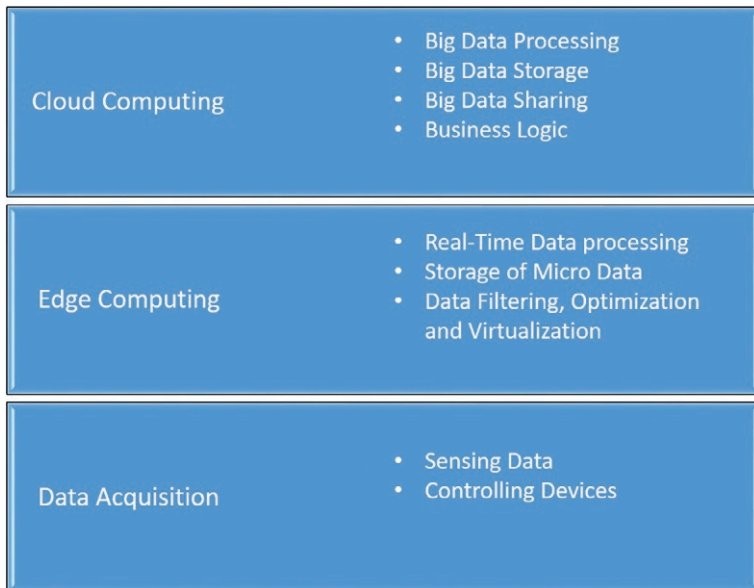 Cloud Computing
• Big Data Processing
• Big Data Storage
• Big Data Sharing
• Business Logic
Edge Computing
• Real-Time Data processing
• Storage of Micro Data
• Data Filtering, Optimization
and Virtualization
Data Acquisition
• Sensing Data
• Controlling Devices